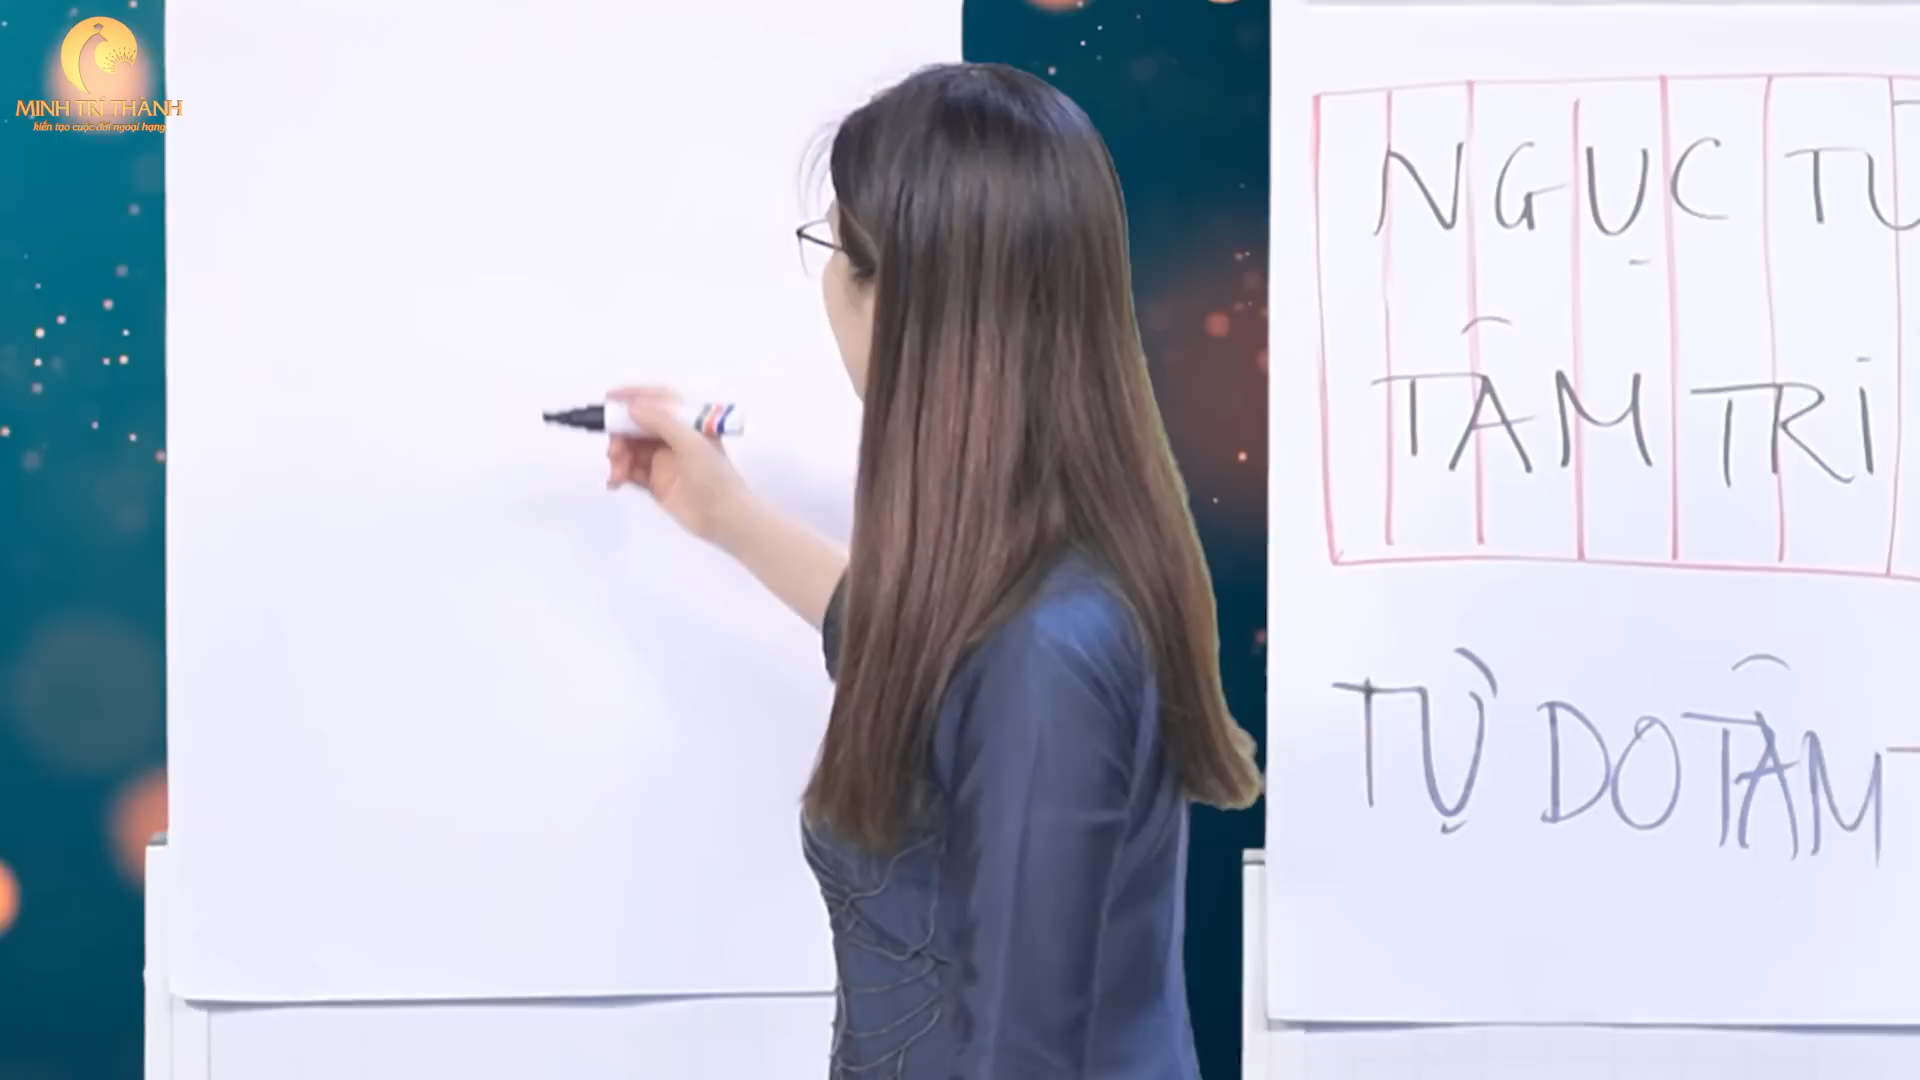 MINH TRÍ THÀNH
kiến tạo cuộc đời ngoại hạng
NGỤC TÙ
TÂM TRÍ
TỰ DO TÂM T